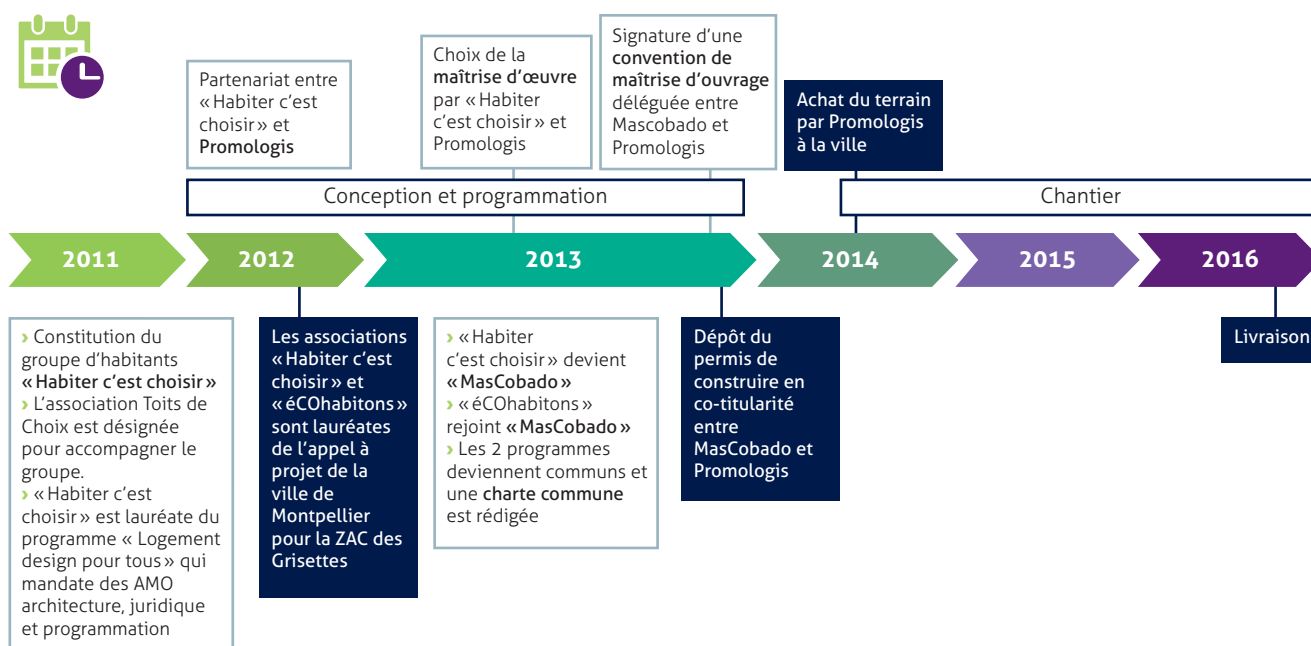 Partenariat entre
« Habiter c'est
choisir » et
Promologis
Choix de la
maîtrise d'œuvre
par « Habiter
c'est choisir » et
Promologis
Signature d'une
convention de
maîtrise d'ouvrage
déléguée entre
Mascobado et
Promologis
Achat du terrain
par Promologis
à la ville
Conception et programmation
Chantier
2011
2012
2013
2014
2015
2016
› Constitution du
groupe d'habitants
« Habiter c'est choisir »
› L'association Toits de
Choix est désignée
pour accompagner le
groupe.
› « Habiter c'est
choisir » est lauréate du
programme « Logement
design pour tous » qui
mandate des AMO
architecture, juridique
et programmation
Les associations
« Habiter c'est
choisir » et
« éCOhabitons »
sont lauréates
de l'appel à
projet de la
ville de
Montpellier
pour la ZAC des
Grisettes
› « Habiter
c'est choisir » devient
« MasCobado »
› « éCOhabitons »
rejoint « MasCobado »
› Les 2 programmes
deviennent communs et
une charte commune
est rédigée
Dépôt du
permis de
construire en
co-titularité
entre
MasCobado et
Promologis
Livraison